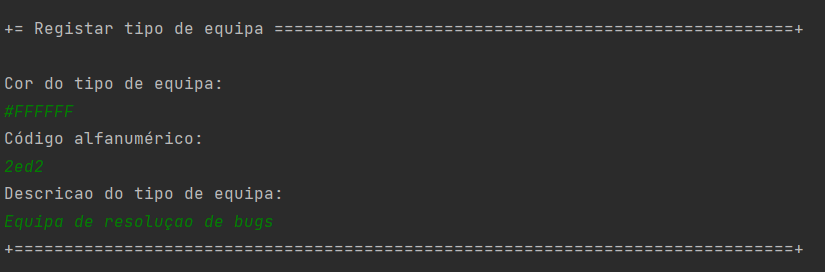 += Registar tipo de equipa ====================================================+
Cor do tipo de equipa:
#FFFFFF
Código alfanumérico:
2ed2
Descricao do tipo de equipa:
Equipa de resoluçao de bugs
+==============================================================================+